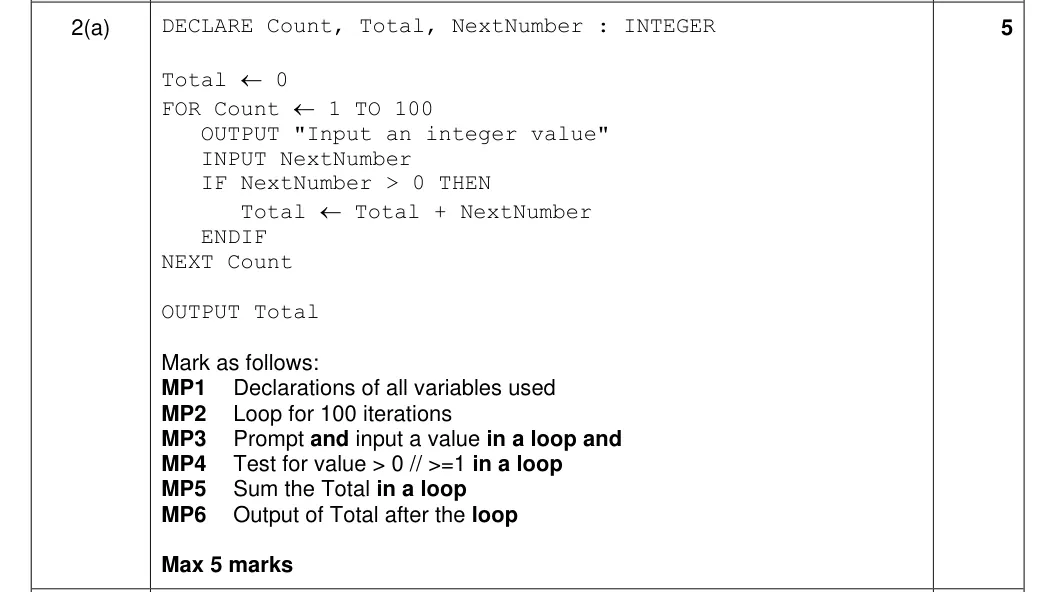 2(a)
DECLARE Count, Total, NextNumber : INTEGER
5
Total ← 0
FOR Count ← 1 TO 100
OUTPUT "Input an integer value"
INPUT NextNumber
IF NextNumber > 0 THEN
Total ← Total + NextNumber
ENDIF
NEXT Count
OUTPUT Total
Mark as follows:
MP1 Declarations of all variables used
MP2 Loop for 100 iterations
MP3 Prompt and input a value in a loop and
MP4 Test for value > 0 // >=1 in a loop
MP5 Sum the Total in a loop
MP6 Output of Total after the loop
Max 5 marks